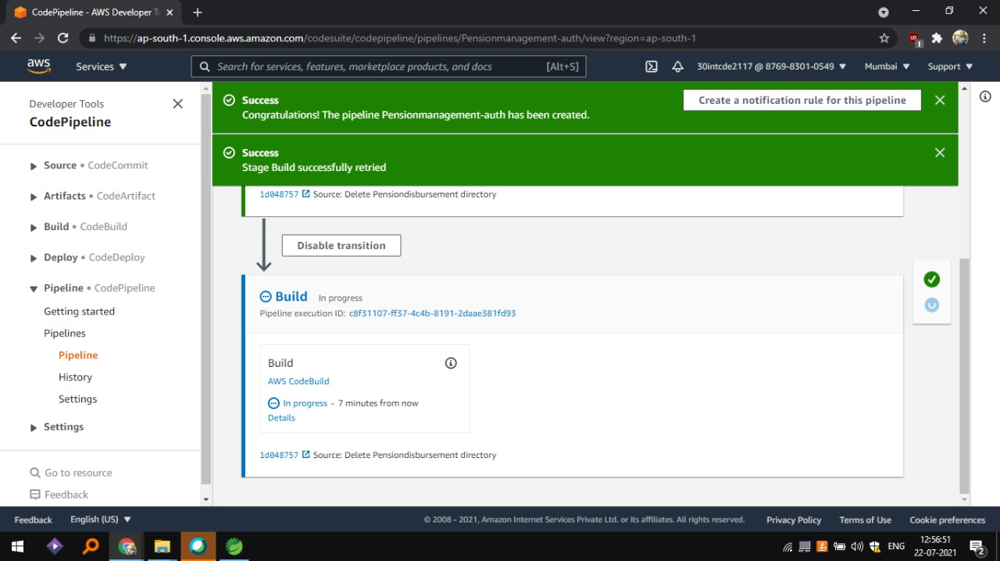 CodePipeline - AWS Developer To
https://ap-south-1.console.aws.amazon.com/codesuite/codepipeline/pipelines/Pensionmanagement-auth/view?region=ap-south-1
UD 1
aws
Services
Search for services, features, marketplace products, and docs
[Alt+S]
30intcde2117 @ 8769-8301-0549
Mumbai
Support
Developer Tools
CodePipeline
Source • CodeCommit
Artifacts • CodeArtifact
Build • CodeBuild
Deploy • CodeDeploy
Pipeline • CodePipeline
Getting started
Pipelines
Pipeline
History
Settings
Settings
Go to resource
Feedback
Success
Congratulations! The pipeline Pensionmanagement-auth has been created.
Create a notification rule for this pipeline
Success
Stage Build successfully retried
1d048757 Source: Delete Pensiondisbursement directory
Disable transition
Build In progress
Pipeline execution ID: c8f31107-ff37-4c4b-8191-2daae381fd93
Build
AWS CodeBuild
In progress - 7 minutes from now
Details
1d048757 Source: Delete Pensiondisbursement directory
Feedback
English (US)
© 2008 - 2021, Amazon Internet Services Private Ltd. or its affiliates. All rights reserved.
Privacy Policy
Terms of Use
Cookie preferences
ENG
12:56:51
22-07-2021
2